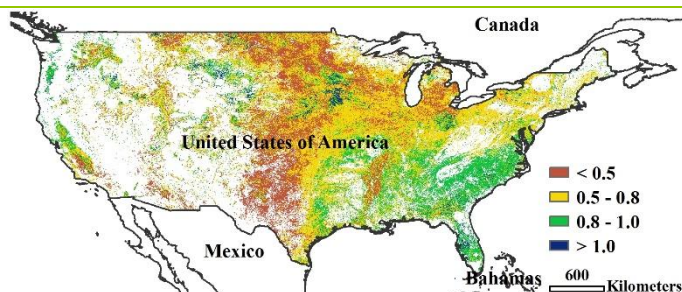 Canada
United States of America
< 0.5
0.5 - 0.8
0.8 - 1.0
> 1.0
Mexico
Bahamas
600
Kilometers